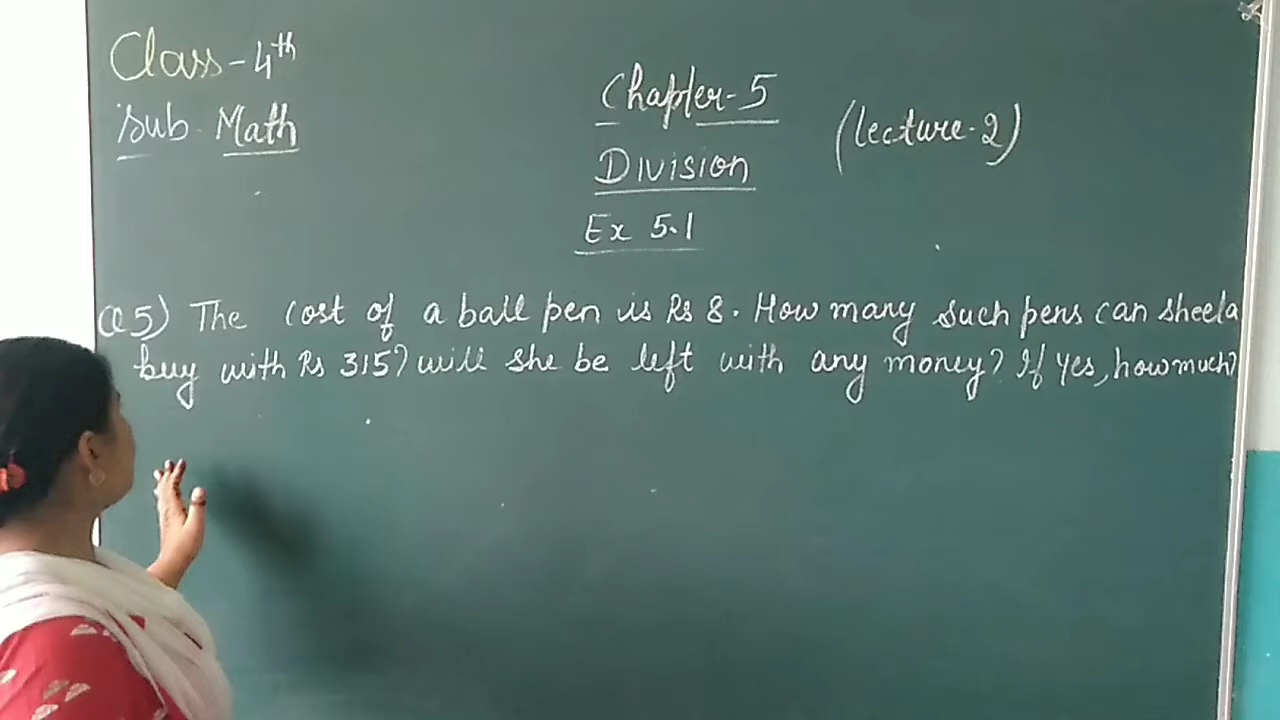 Class-4th
Sub-Math
Chapter-5
(lecture-2)
Division
Ex 5.1
Q5) The cost of a ball pen is Rs 8. How many such pens can sheela
buy with Rs 315? will she be left with any money? If yes, how much?